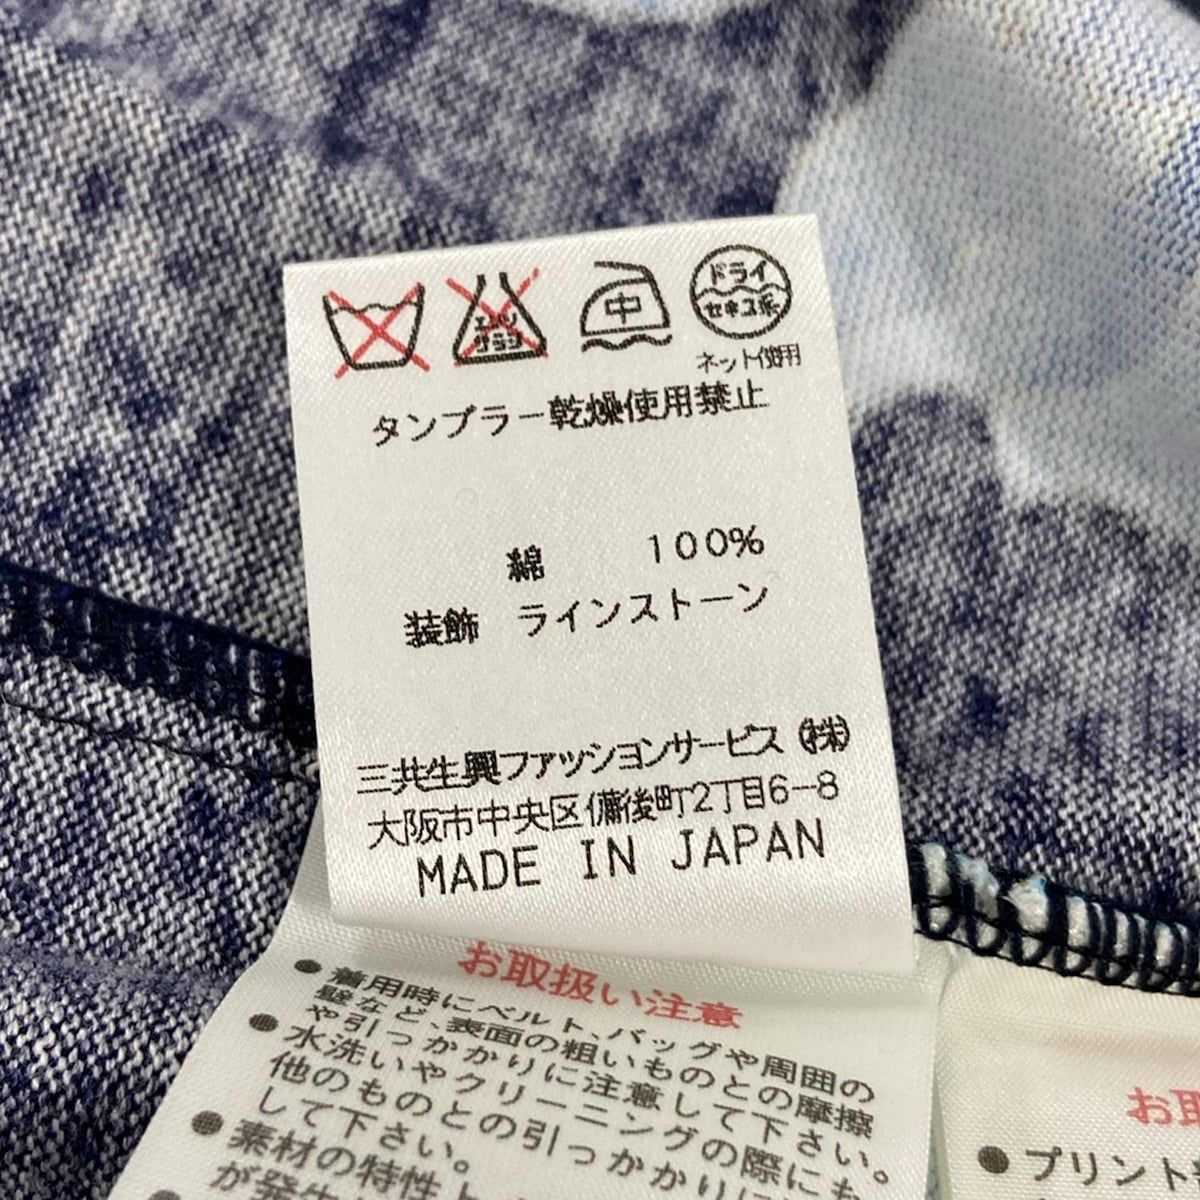 エンソ
サラシ
中
ドライ
セキユ系
ネット使用
タンブラー乾燥使用禁止
綿 100%
装飾 ラインストーン
三共生興ファッションサービス(株)
大阪市中央区備後町2丁目6-8
MADE IN JAPAN
お取扱い注意
●着用時にベルト、バッグや周囲の
壁など、表面の粗いものとの摩擦
や引っかかりに注意して下さい。
●水洗いやクリーニングの際にも
他のものとの引っかかりに
して下さい。
●素材の特性
が発生
お取
●プリント